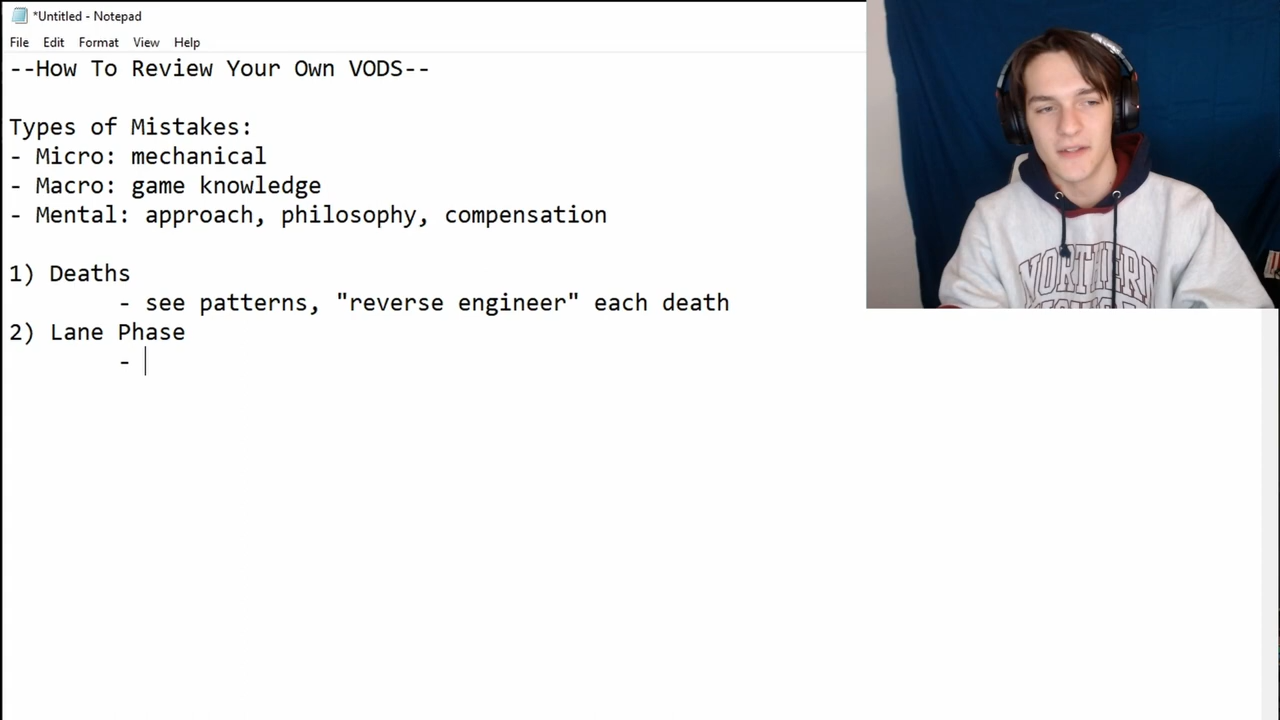 *Untitled - Notepad
File Edit Format View Help
--How To Review Your Own VODS--
Types of Mistakes:
- Micro: mechanical
- Macro: game knowledge
- Mental: approach, philosophy, compensation
1) Deaths
- see patterns, "reverse engineer" each death
2) Lane Phase
-
NORTHERN